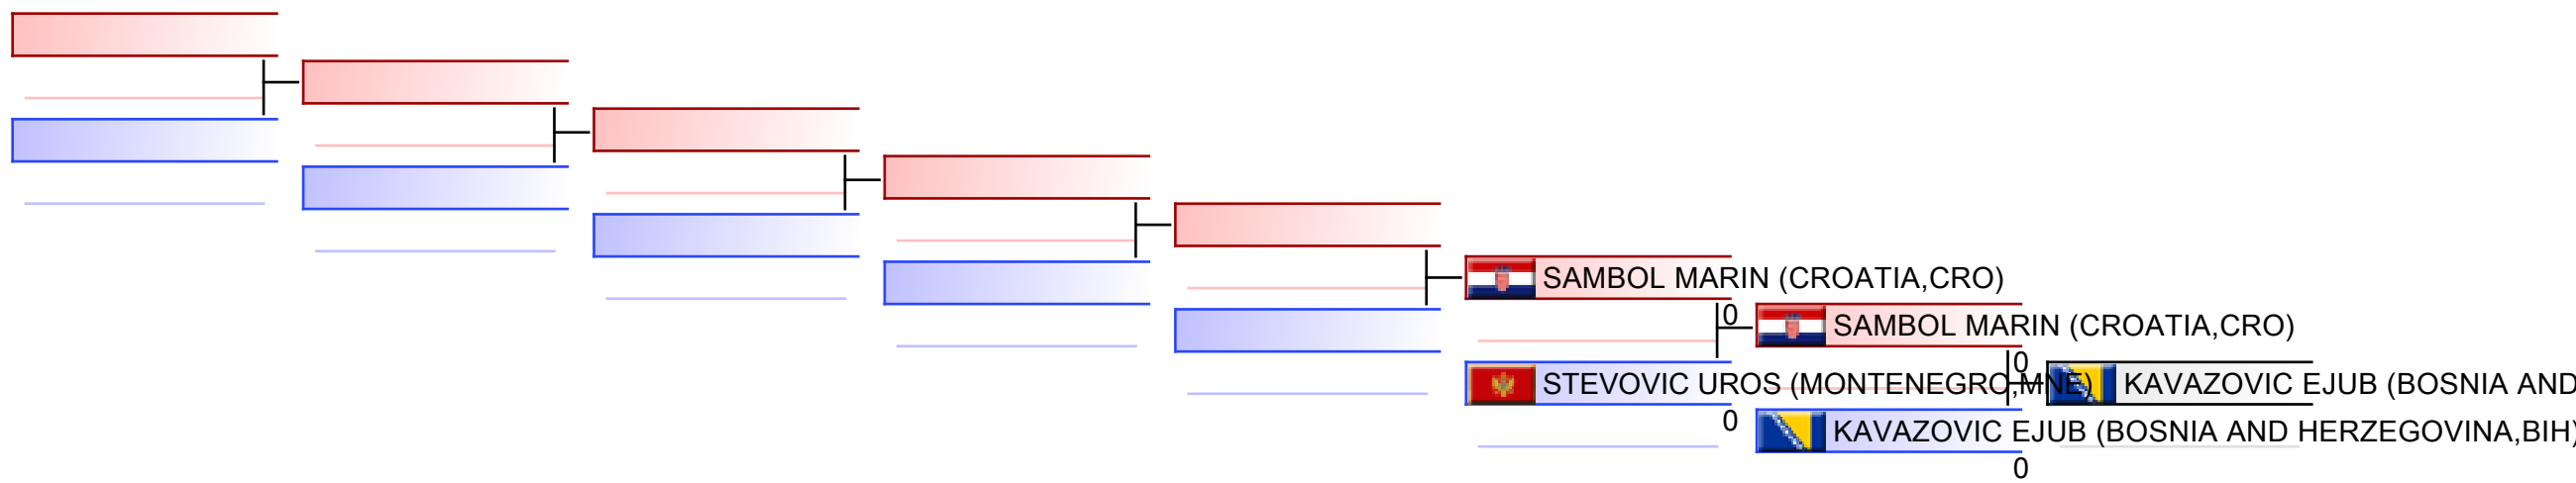 SAMBOL MARIN (CROATIA,CRO)
0
SAMBOL MARIN (CROATIA,CRO)
0
STEVOVIC UROS (MONTENEGRO,MNE)
KAVAZOVIC EJUB (BOSNIA AND
0
KAVAZOVIC EJUB (BOSNIA AND HERZEGOVINA,BIH)
0